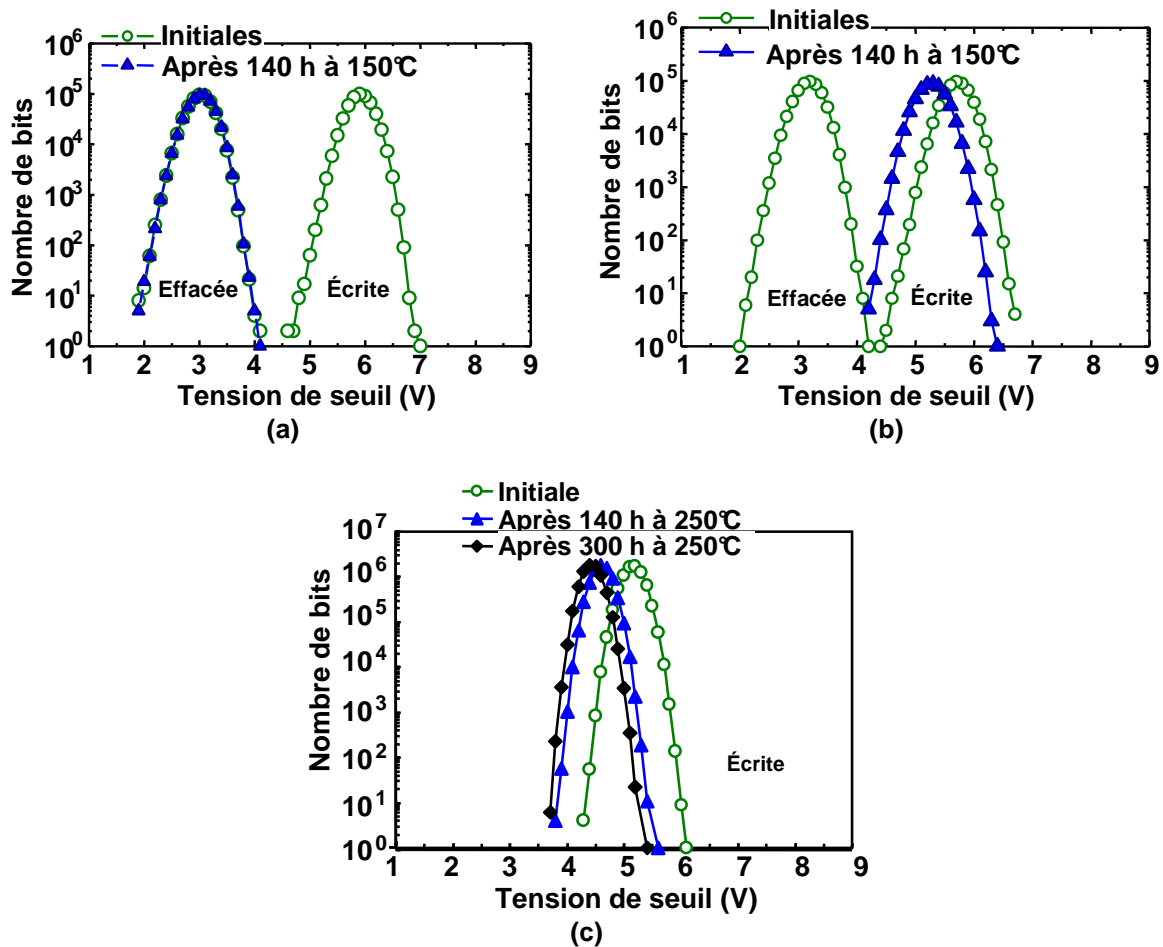 Initiales
Après 140 h à 150°C
10⁶
10⁵
10⁴
10³
10²
10¹
10⁰
Nombre de bits
Effacée
Écrite
1 2 3 4 5 6 7 8 9
Tension de seuil (V)
(a)
Initiales
Après 140 h à 150°C
10⁶
10⁵
10⁴
10³
10²
10¹
10⁰
Nombre de bits
Effacée
Écrite
1 2 3 4 5 6 7 8 9
Tension de seuil (V)
(b)
Initiale
Après 140 h à 250°C
Après 300 h à 250°C
10⁷
10⁶
10⁵
10⁴
10³
10²
10¹
10⁰
Nombre de bits
Écrite
1 2 3 4 5 6 7 8 9
Tension de seuil (V)
(c)